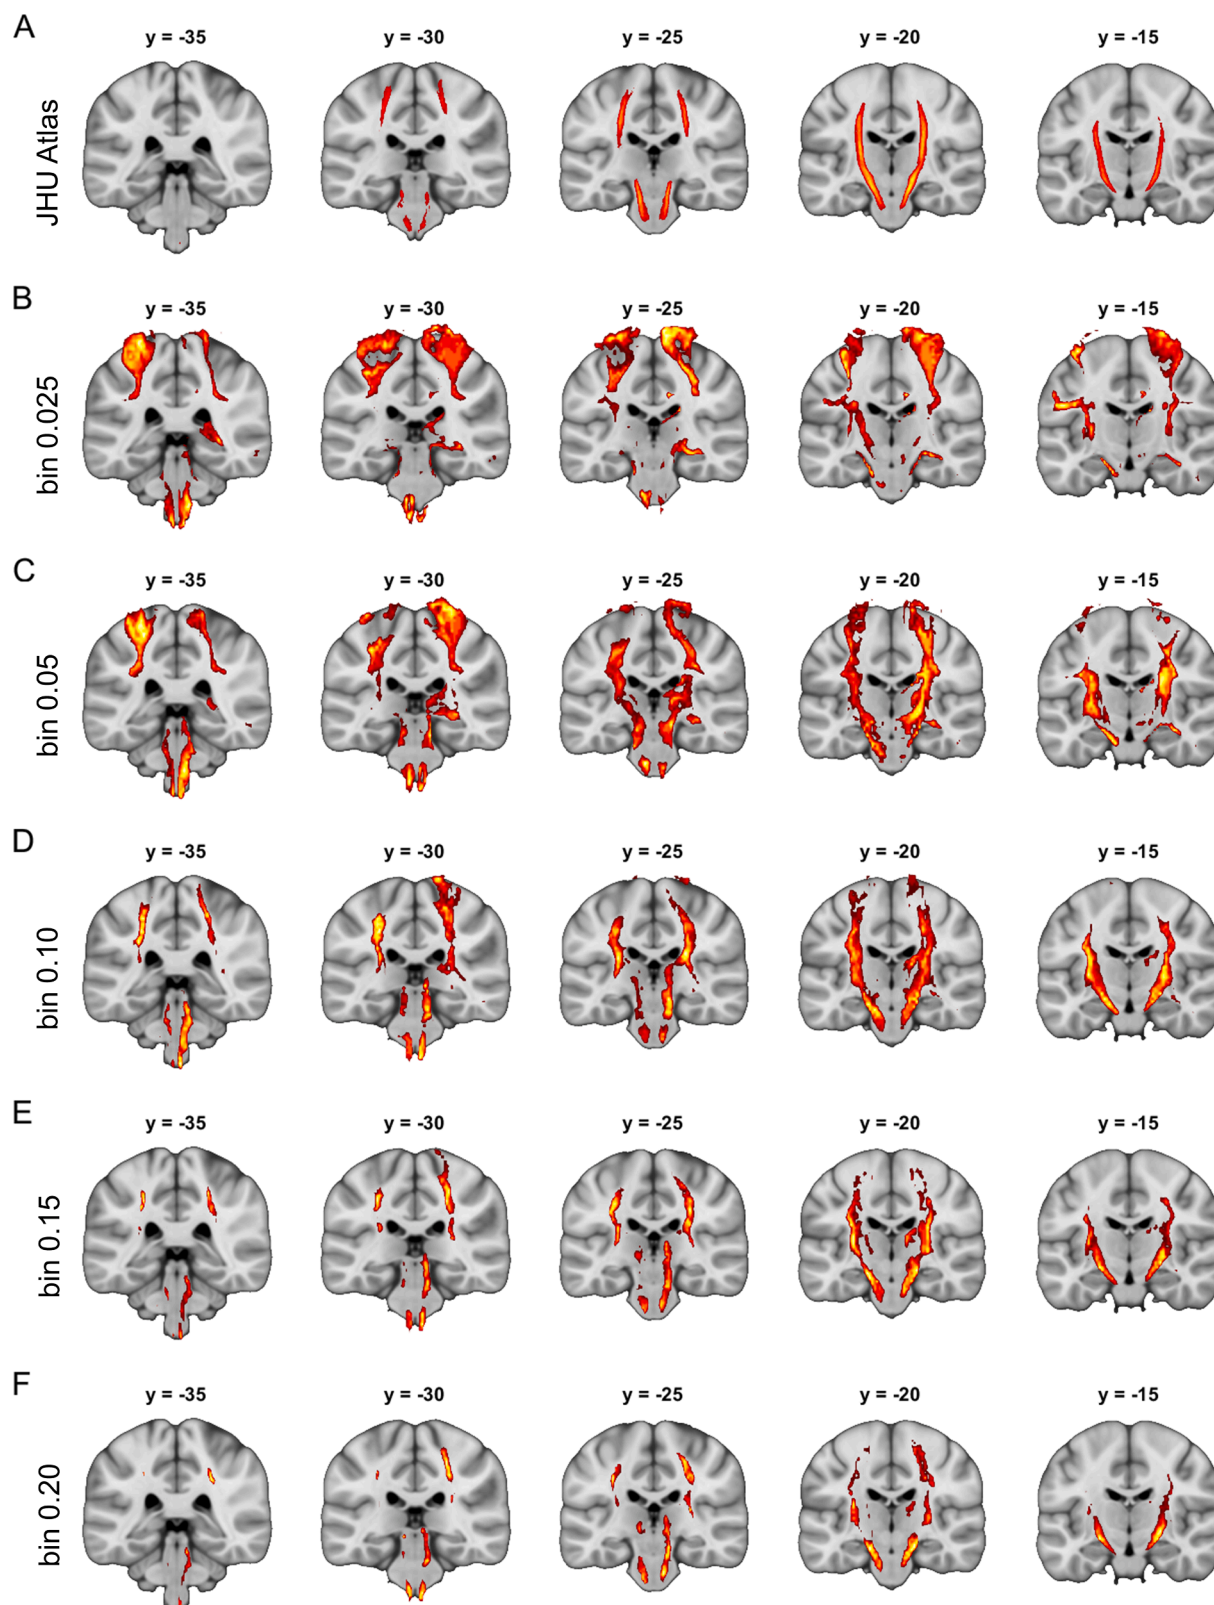 A
y = -35 y = -30 y = -25 y = -20 y = -15
JHU Atlas
B
y = -35 y = -30 y = -25 y = -20 y = -15
bin 0.025
C
y = -35 y = -30 y = -25 y = -20 y = -15
bin 0.05
D
y = -35 y = -30 y = -25 y = -20 y = -15
bin 0.10
E
y = -35 y = -30 y = -25 y = -20 y = -15
bin 0.15
F
y = -35 y = -30 y = -25 y = -20 y = -15
bin 0.20